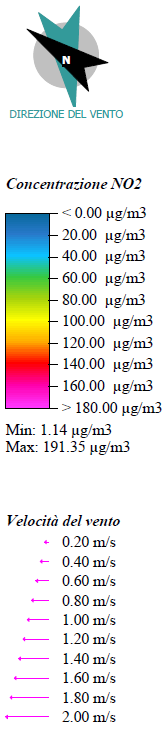 N
DIREZIONE DEL VENTO
Concentrazione NO2
< 0.00 µg/m3
20.00 µg/m3
40.00 µg/m3
60.00 µg/m3
80.00 µg/m3
100.00 µg/m3
120.00 µg/m3
140.00 µg/m3
160.00 µg/m3
> 180.00 µg/m3
Min: 1.14 µg/m3
Max: 191.35 µg/m3
Velocità del vento
0.20 m/s
0.40 m/s
0.60 m/s
0.80 m/s
1.00 m/s
1.20 m/s
1.40 m/s
1.60 m/s
1.80 m/s
2.00 m/s